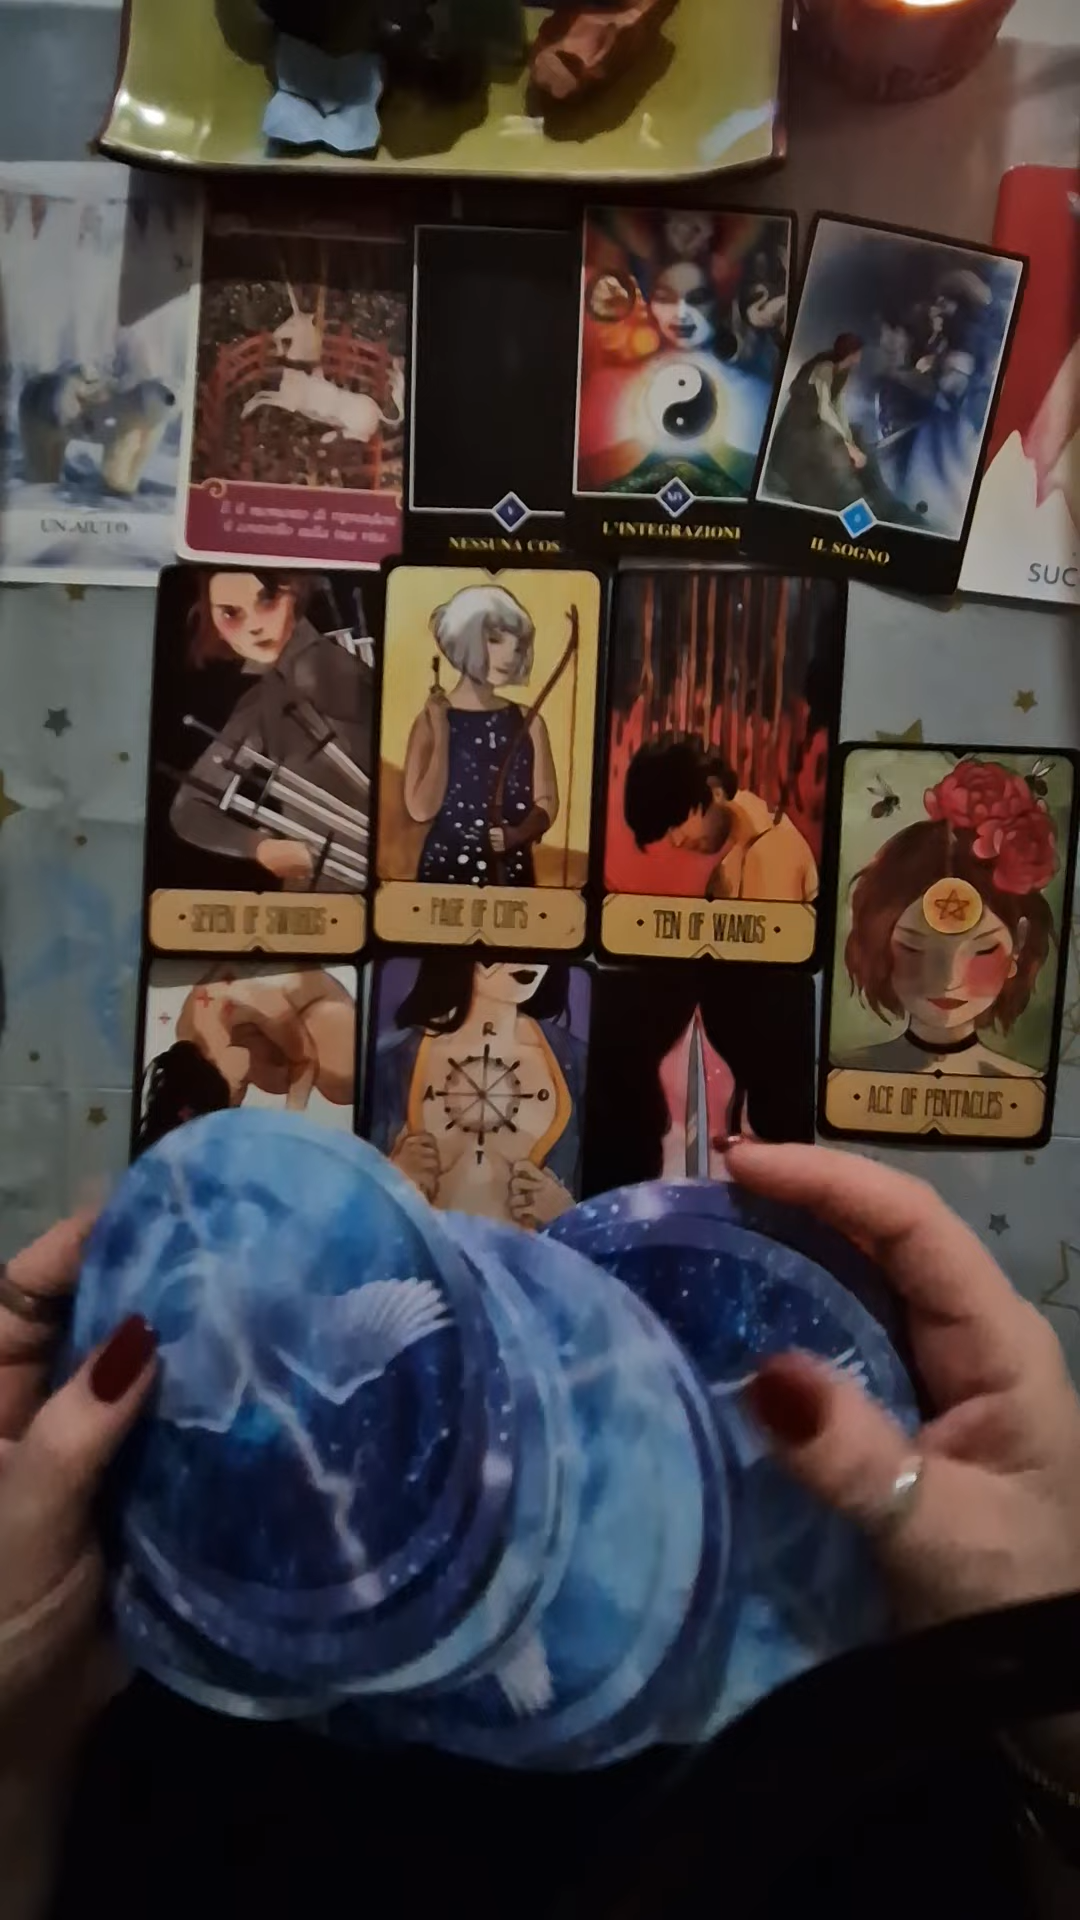 UN AIUTO
È il momento di riprendere
il controllo sulla tua vita.
V
NESSUNA COS
XIV
L'INTEGRAZIONE
IL SOGNO
SUC
SEVEN OF SWORDS
PAGE OF CUPS
TEN OF WANDS
ACE OF PENTACLES
R
A O
T